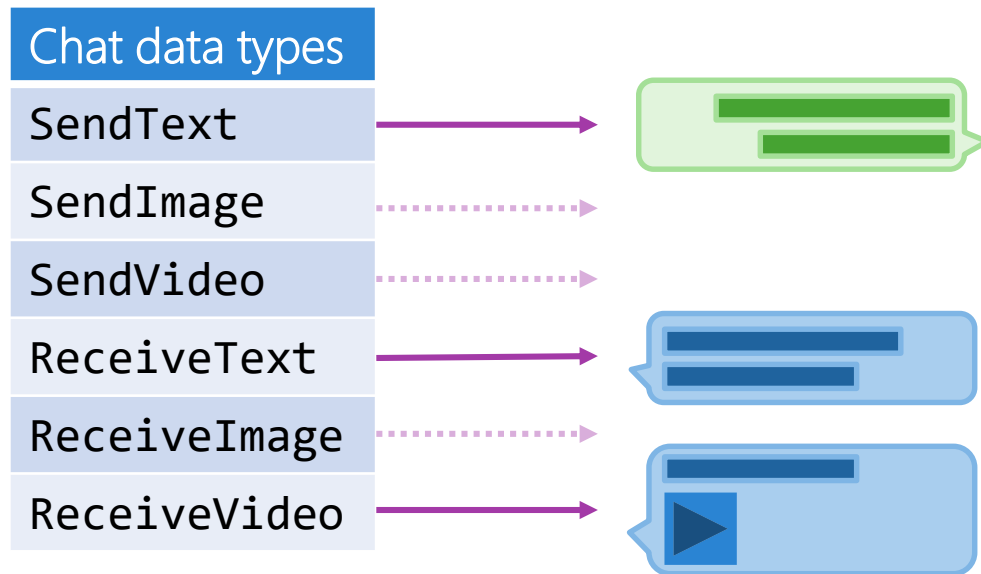 Chat data types
SendText
SendImage
SendVideo
ReceiveText
ReceiveImage
ReceiveVideo